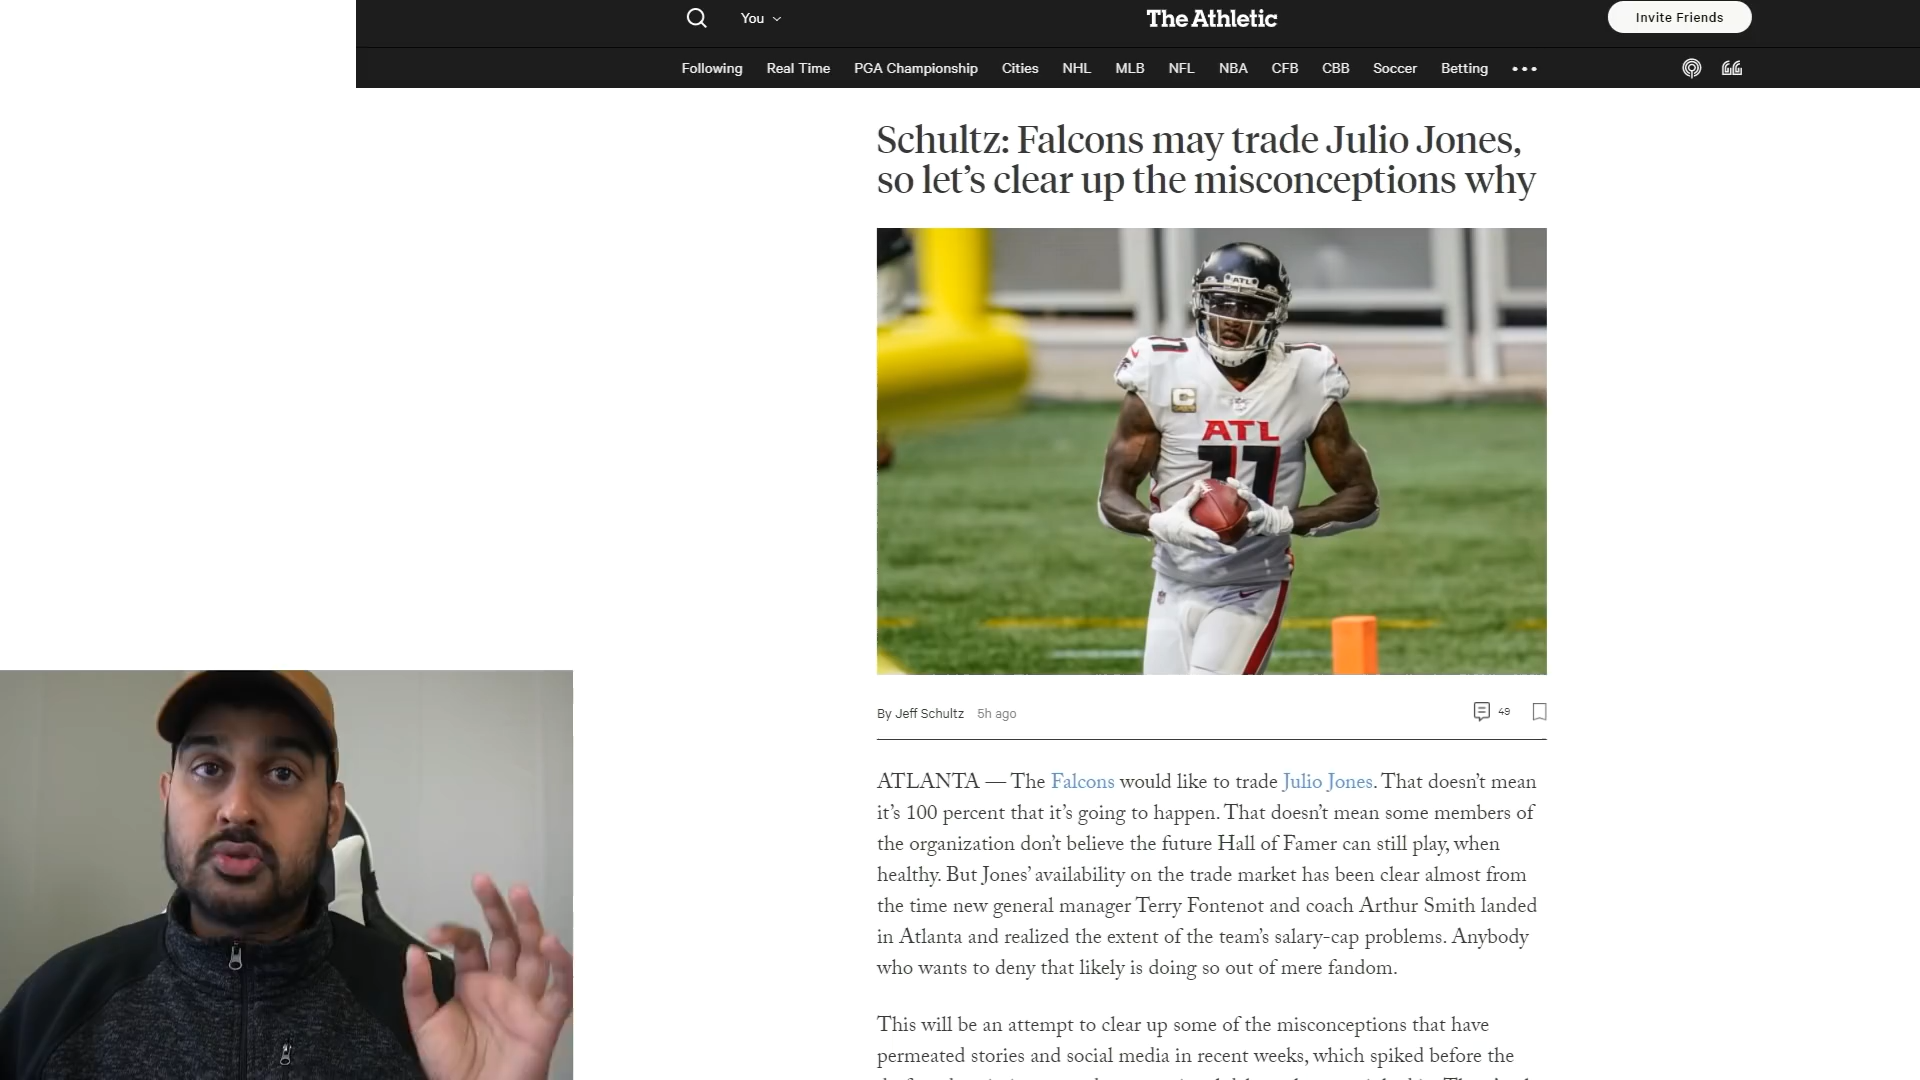 You
The Athletic
Invite Friends
Following Real Time PGA Championship Cities NHL MLB NFL NBA CFB CBB Soccer Betting
Schultz: Falcons may trade Julio Jones,
so let's clear up the misconceptions why
ATL
C
ATL
11
By Jeff Schultz 5h ago
49
ATLANTA — The Falcons would like to trade Julio Jones. That doesn't mean
it's 100 percent that it's going to happen. That doesn't mean some members of
the organization don't believe the future Hall of Famer can still play, when
healthy. But Jones' availability on the trade market has been clear almost from
the time new general manager Terry Fontenot and coach Arthur Smith landed
in Atlanta and realized the extent of the team's salary-cap problems. Anybody
who wants to deny that likely is doing so out of mere fandom.
This will be an attempt to clear up some of the misconceptions that have
permeated stories and social media in recent weeks, which spiked before the